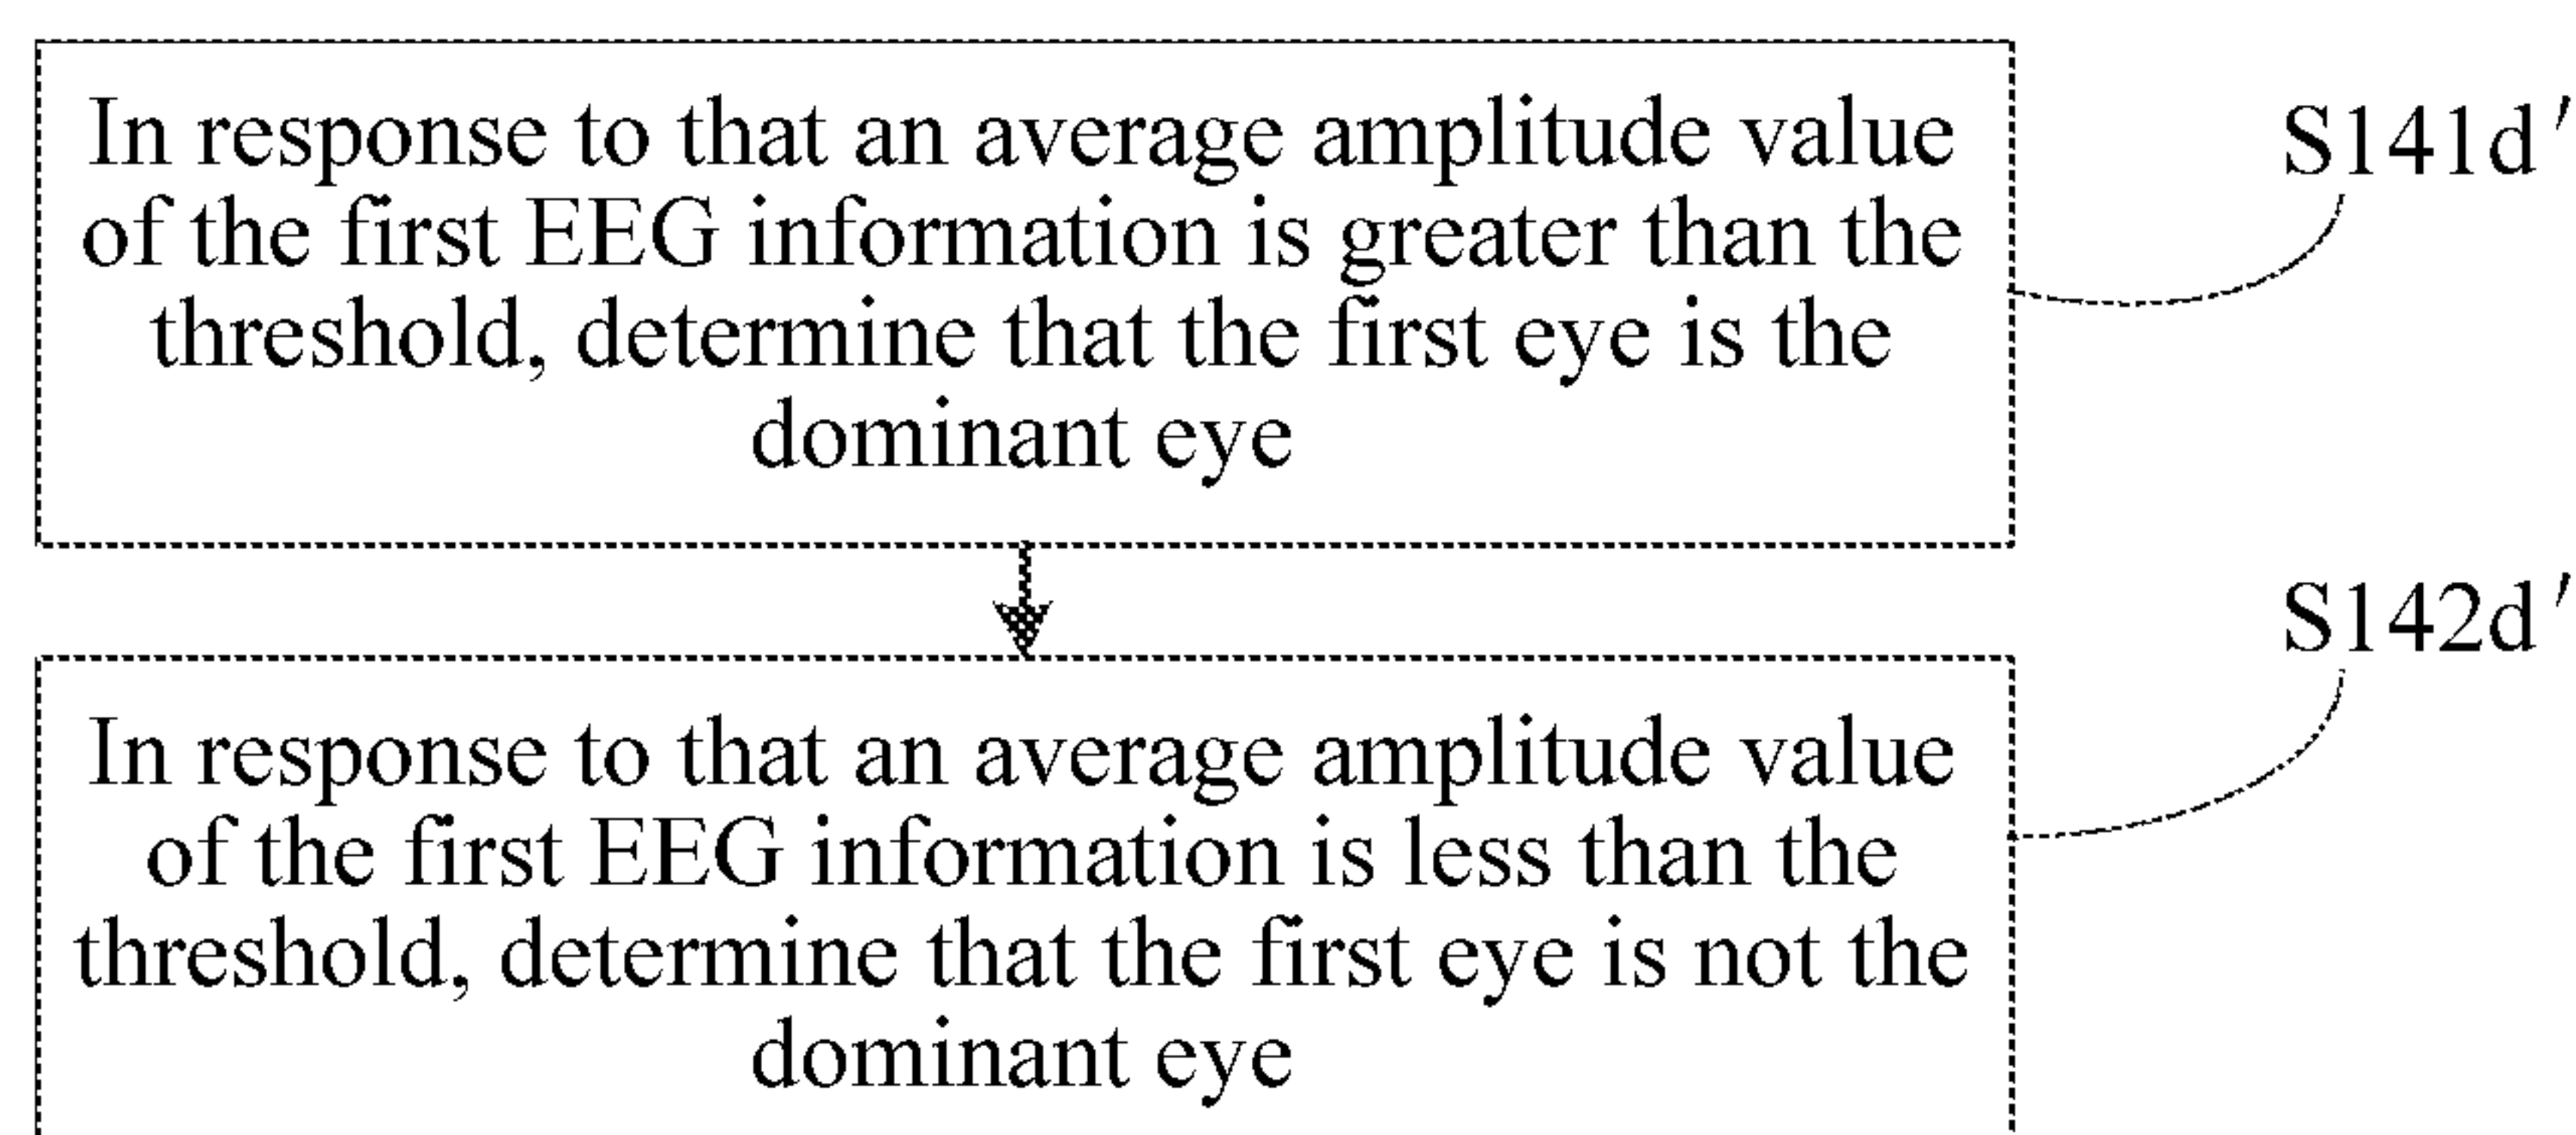 In response to that an average amplitude value
of the first EEG information is greater than the
threshold, determine that the first eye is the
dominant eye
S141d′
S142d′
In response to that an average amplitude value
of the first EEG information is less than the
threshold, determine that the first eye is not the
dominant eye